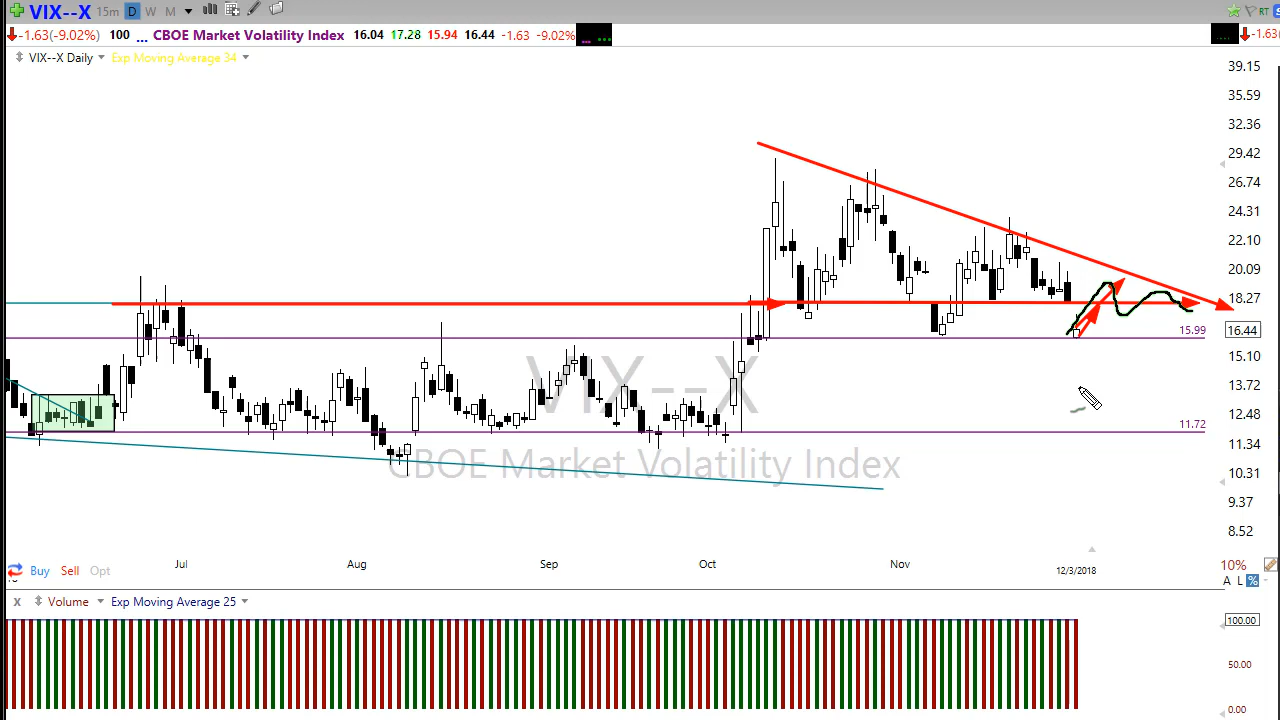 VIX--X 15m D W M RT
-1.63(-9.02%) 100 ... CBOE Market Volatility Index 16.04 17.28 15.94 16.44 -1.63 -9.02% -1.63
VIX--X Daily Exp Moving Average 34
39.15
35.59
32.36
29.42
26.74
24.31
22.10
20.09
18.27
15.99
16.44
15.10
13.72
12.48
11.72
11.34
10.31
9.37
8.52
VIX--X
CBOE Market Volatility Index
Buy Sell Opt
Jul Aug Sep Oct Nov 12/3/2018
10%
A L %
X Volume Exp Moving Average 25
100.00
50.00
0.00